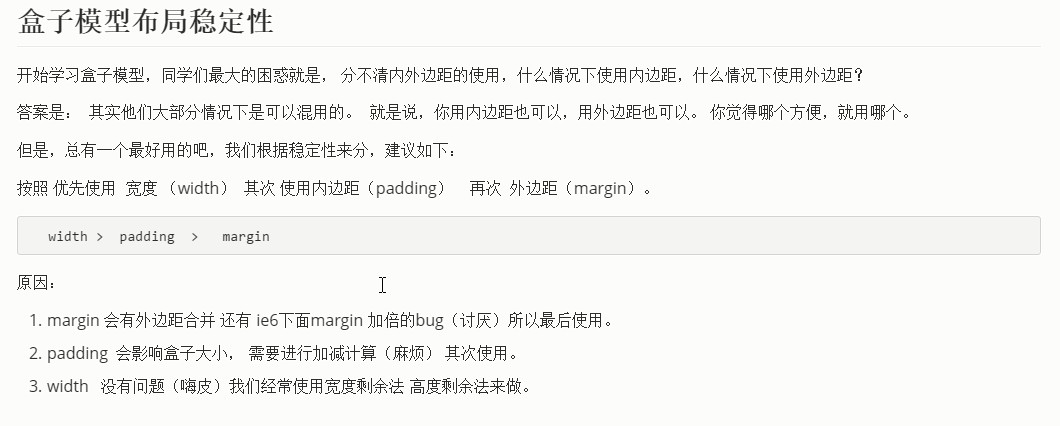 盒子模型布局稳定性
开始学习盒子模型，同学们最大的困惑就是， 分不清内外边距的使用，什么情况下使用内边距，什么情况下使用外边距？
答案是： 其实他们大部分情况下是可以混用的。 就是说，你用内边距也可以，用外边距也可以。 你觉得哪个方便，就用哪个。
但是，总有一个最好用的吧，我们根据稳定性来分，建议如下：
按照 优先使用 宽度 （width） 其次 使用内边距（padding） 再次 外边距（margin）。
width > padding > margin
原因：
1. margin 会有外边距合并 还有 ie6下面margin 加倍的bug（讨厌）所以最后使用。
2. padding 会影响盒子大小， 需要进行加减计算（麻烦） 其次使用。
3. width 没有问题（嗨皮）我们经常使用宽度剩余法 高度剩余法来做。